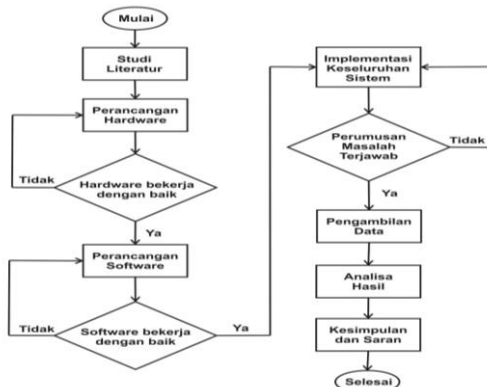 Mulai
Studi
Literatur
Perancangan
Hardware
Tidak
Hardware bekerja
dengan baik
Ya
Perancangan
Software
Tidak
Software bekerja
dengan baik
Ya
Implementasi
Keseluruhan
Sistem
Perumusan
Masalah
Terjawab
Tidak
Ya
Pengambilan
Data
Analisa
Hasil
Kesimpulan
dan Saran
Selesai